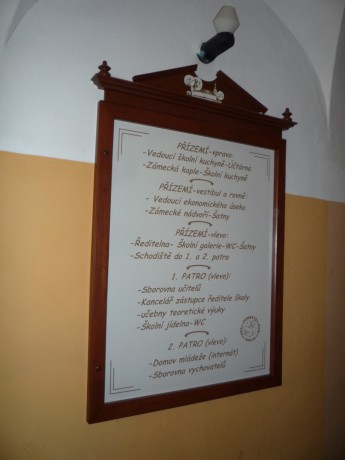 PŘÍZEMÍ-vpravo:
-Vedoucí školní kuchyně-Účtárna
-Zámecká kaple-Školní kuchyně
PŘÍZEMÍ-vestibul a rovně:
- Vedoucí ekonomického úseku
-Zámecké nádvoří-Šatny
PŘÍZEMÍ-vlevo:
-Ředitelna- Školní galerie-WC-Šatny
-Schodiště do 1. a 2. patra
1. PATRO (vlevo):
-Sborovna učitelů
-Kancelář zástupce ředitele školy
-učebny teoretické výuky
-Školní jídelna-WC
2. PATRO (vlevo):
-Domov mládeže (internát)
-Sborovna vychovatelů